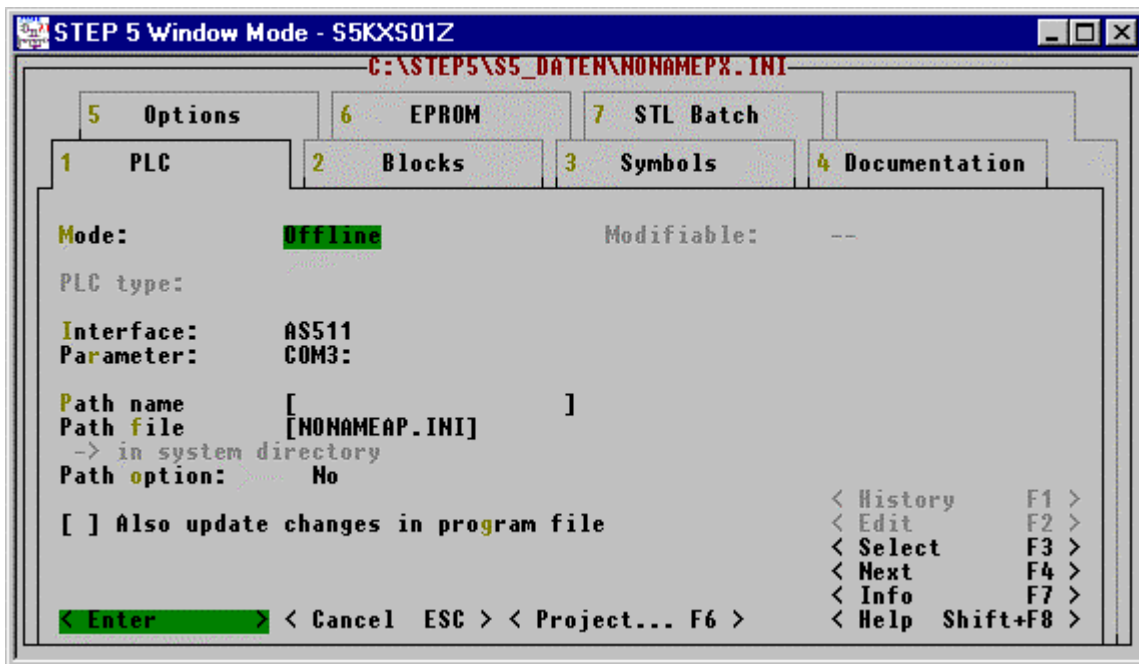 STEP 5 Window Mode - S5KXS01Z
C:\STEP5\S5_DATEN\NONAMEPX.INI
5 Options 6 EPROM 7 STL Batch
1 PLC 2 Blocks 3 Symbols 4 Documentation
Mode: Offline Modifiable: --
PLC type:
Interface: AS511
Parameter: COM3:
Path name [ ]
Path file [NONAMEAP.INI]
-> in system directory
Path option: No
< History F1 >
[ ] Also update changes in program file < Edit F2 >
< Select F3 >
< Next F4 >
< Info F7 >
< Enter > < Cancel ESC > < Project... F6 > < Help Shift+F8 >